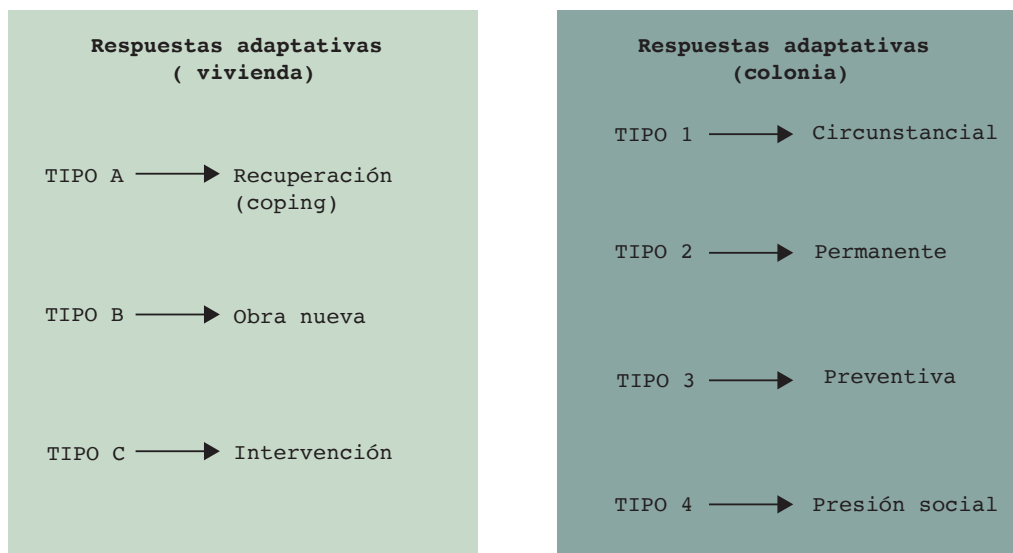 Respuestas adaptativas
( vivienda)
TIPO A Recuperación
(coping)
TIPO B Obra nueva
TIPO C Intervención
Respuestas adaptativas
(colonia)
TIPO 1 Circunstancial
TIPO 2 Permanente
TIPO 3 Preventiva
TIPO 4 Presión social